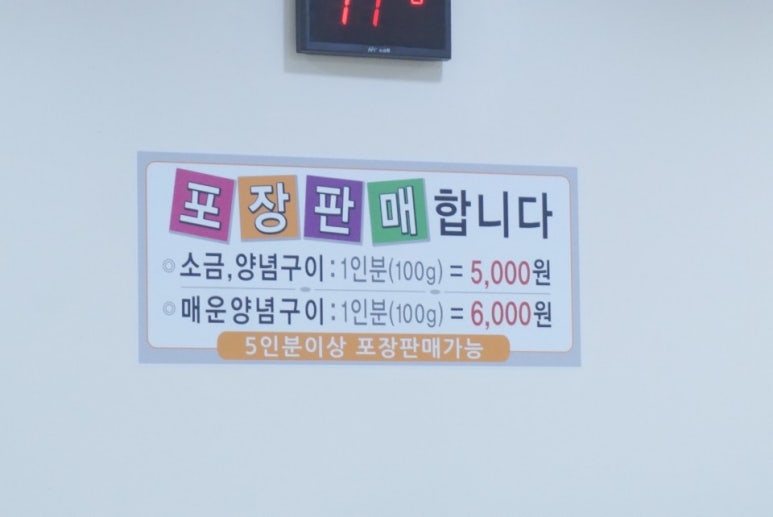 포장판매합니다
◎소금,양념구이:1인분(100g) = 5,000원
◎매운양념구이:1인분(100g) = 6,000원
5인분이상 포장판매가능